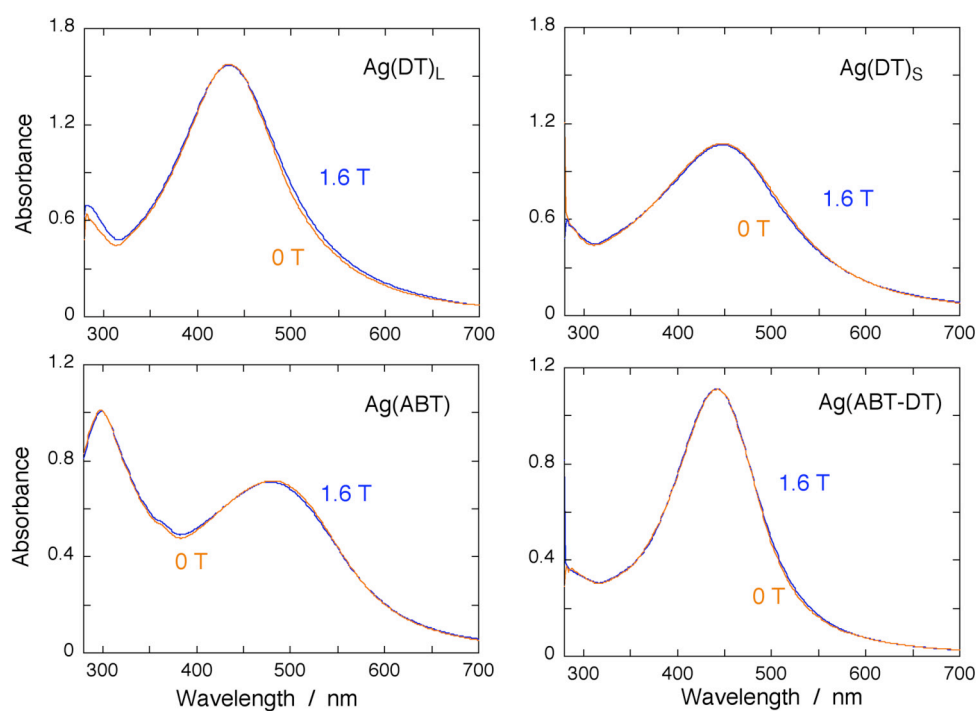 Absorbance
1.8
1.2
0.6
0
Ag(DT)L
1.6 T
0 T
300 400 500 600 700
1.8
1.2
0.6
0
Ag(DT)S
1.6 T
0 T
300 400 500 600 700
Absorbance
1.2
0.8
0.4
0
Ag(ABT)
1.6 T
0 T
300 400 500 600 700
Wavelength / nm
1.2
0.8
0.4
0
Ag(ABT-DT)
1.6 T
0 T
300 400 500 600 700
Wavelength / nm